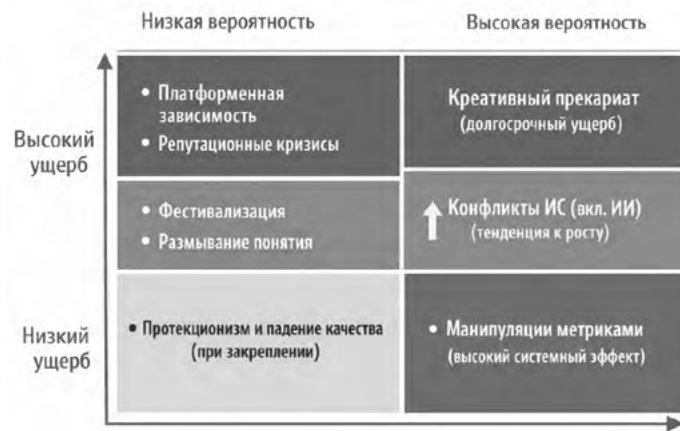 Низкая вероятность
Высокая вероятность
Высокий
ущерб
• Платформенная
зависимость
• Репутационные кризисы
Креативный прекариат
(долгосрочный ущерб)
• Фестивализация
• Размывание понятия
Конфликты ИС (вкл. ИИ)
(тенденция к росту)
Низкий
ущерб
• Протекционизм и падение качества
(при закреплении)
• Манипуляции метриками
(высокий системный эффект)